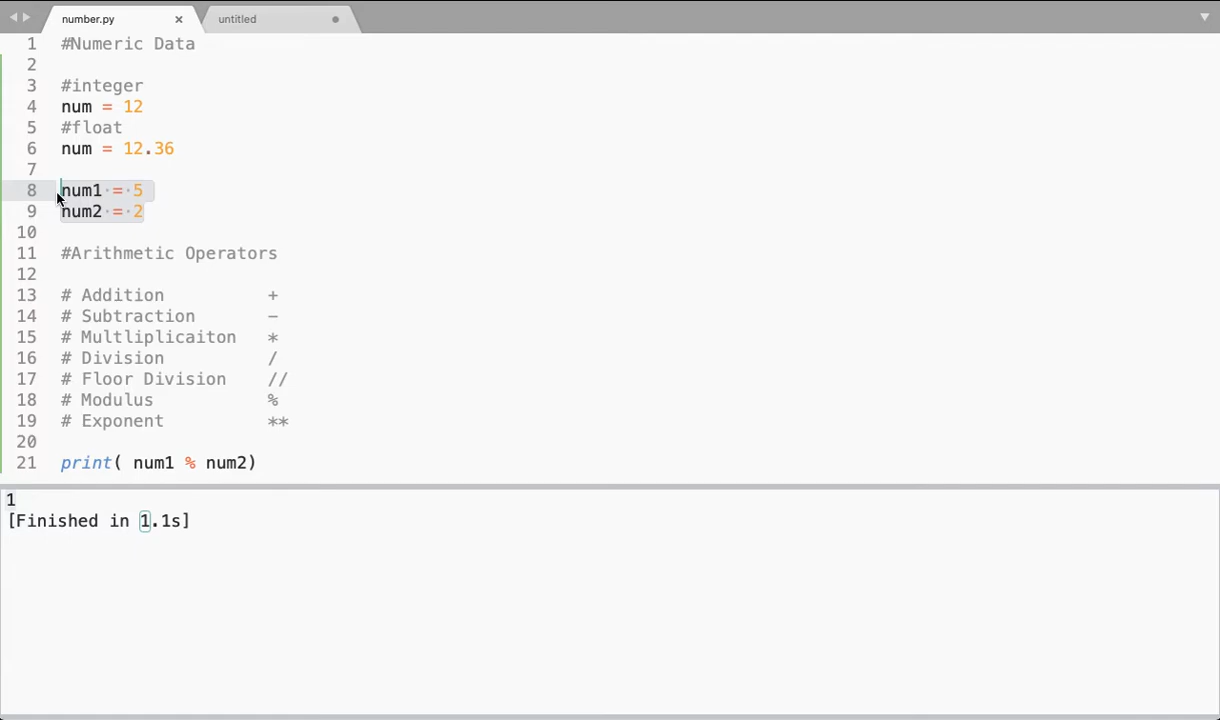 number.py × untitled
1 #Numeric Data
2
3 #integer
4 num = 12
5 #float
6 num = 12.36
7
8 num1 = 5
9 num2 = 2
10
11 #Arithmetic Operators
12
13 # Addition +
14 # Subtraction -
15 # Multliplicaiton *
16 # Division /
17 # Floor Division //
18 # Modulus %
19 # Exponent **
20
21 print( num1 % num2)
1
[Finished in 1.1s]